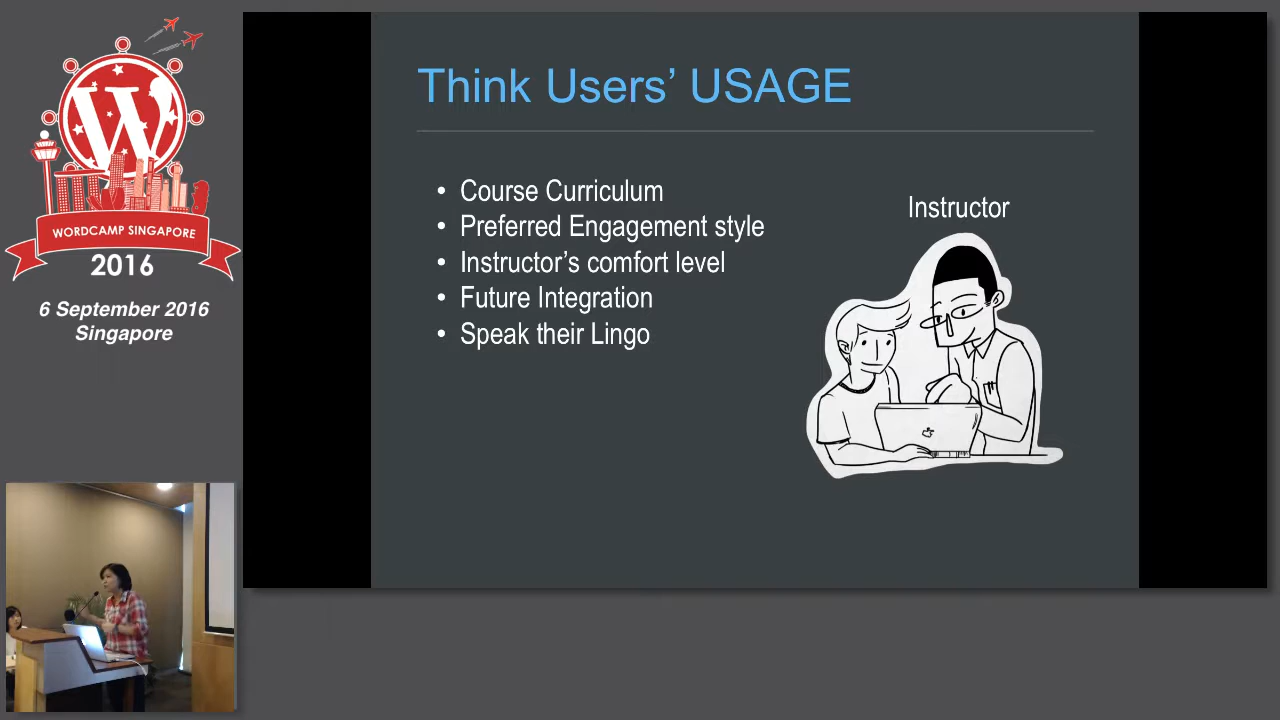 WORDCAMP SINGAPORE
2016
6 September 2016
Singapore
Think Users’ USAGE
• Course Curriculum
• Preferred Engagement style
• Instructor’s comfort level
• Future Integration
• Speak their Lingo
Instructor